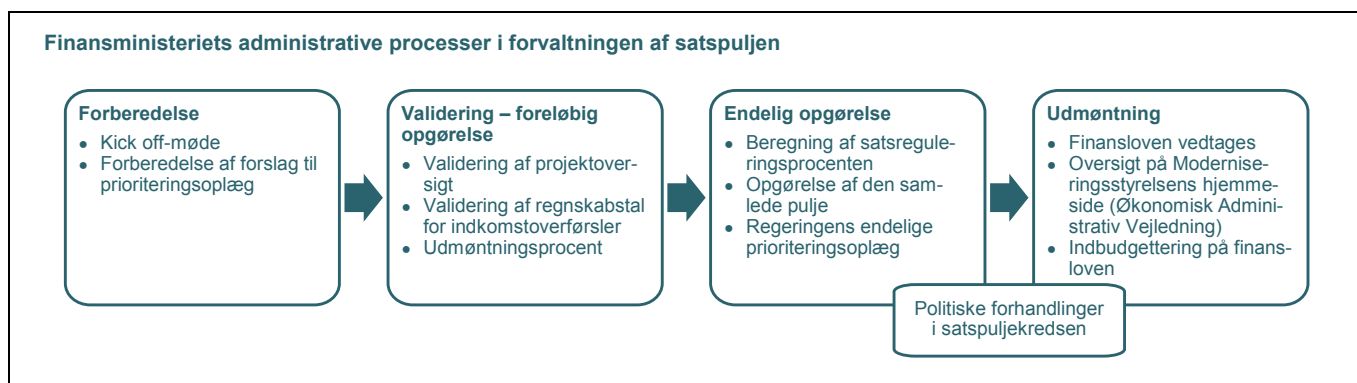 Finansministeriets administrative processer i forvaltningen af satspuljen
Forberedelse
• Kick off-møde
• Forberedelse af forslag til
prioriteringsoplæg
Validering – foreløbig
opgørelse
• Validering af projektover-
sigt
• Validering af regnskabstal
for indkomstoverførsler
• Udmøntningsprocent
Endelig opgørelse
• Beregning af satsregule-
ringsprocenten
• Opgørelse af den sam-
lede pulje
• Regeringens endelige
prioriteringsoplæg
Udmøntning
• Finansloven vedtages
• Oversigt på Modernise-
ringsstyrelsens hjemme-
side (Økonomisk Admini-
strativ Vejledning)
• Indbudgettering på finans-
loven
Politiske forhandlinger
i satspuljekredsen